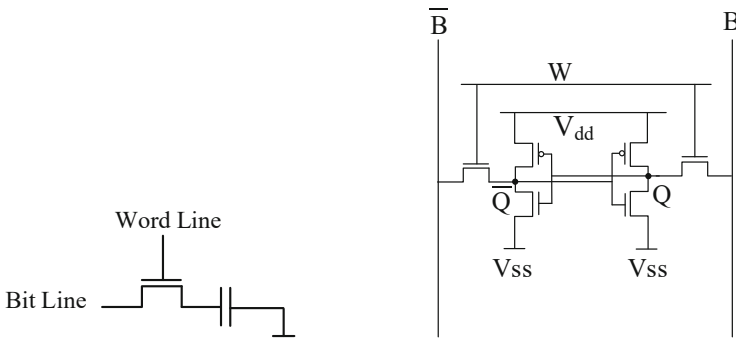 Word Line
Bit Line
B̅
B
W
V_dd
Q̅
Q
Vss
Vss